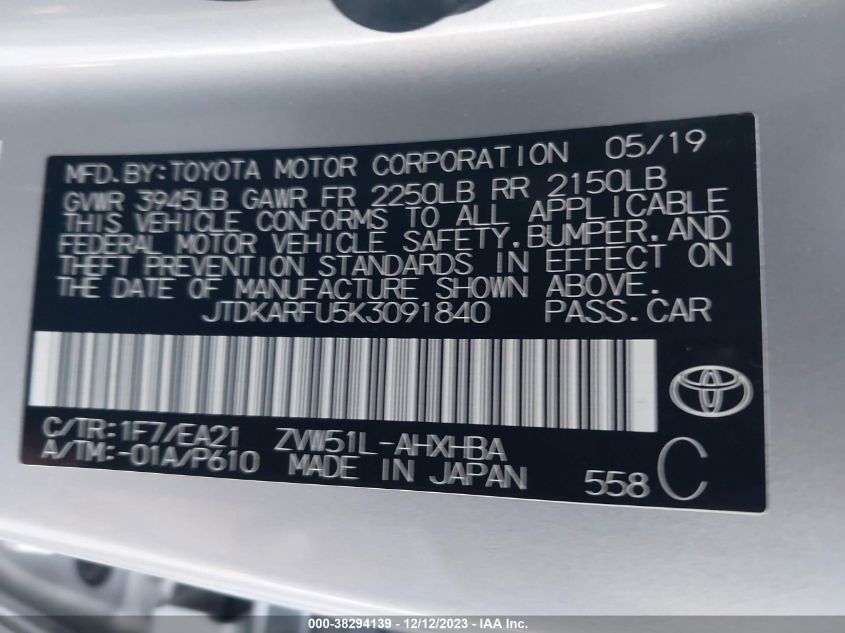 MFD.BY:TOYOTA MOTOR CORPORATION 05/19
GVWR 3945LB GAWR FR 2250LB RR 2150LB
THIS VEHICLE CONFORMS TO ALL APPLICABLE
FEDERAL MOTOR VEHICLE SAFETY,BUMPER,AND
THEFT PREVENTION STANDARDS IN EFFECT ON
THE DATE OF MANUFACTURE SHOWN ABOVE.
JTDKARFU5K3091840 PASS.CAR
C/TR:1F7/EA21 ZVW51L-AHXHBA
A/TM:-01A/P610 MADE IN JAPAN 558 C
000-38294139 - 12/12/2023 - IAA Inc.